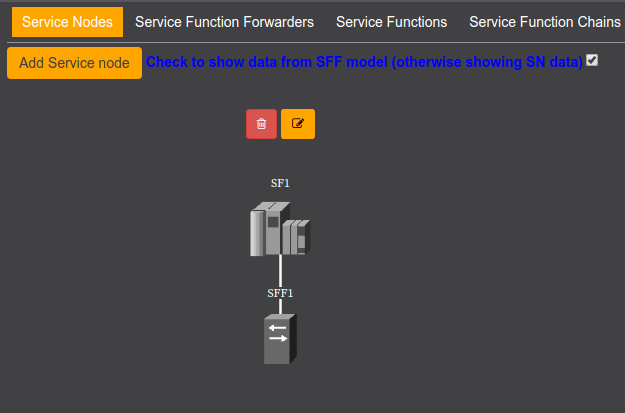 Service Nodes Service Function Forwarders Service Functions Service Function Chains
Add Service node Check to show data from SFF model (otherwise showing SN data)
SF1
SFF1